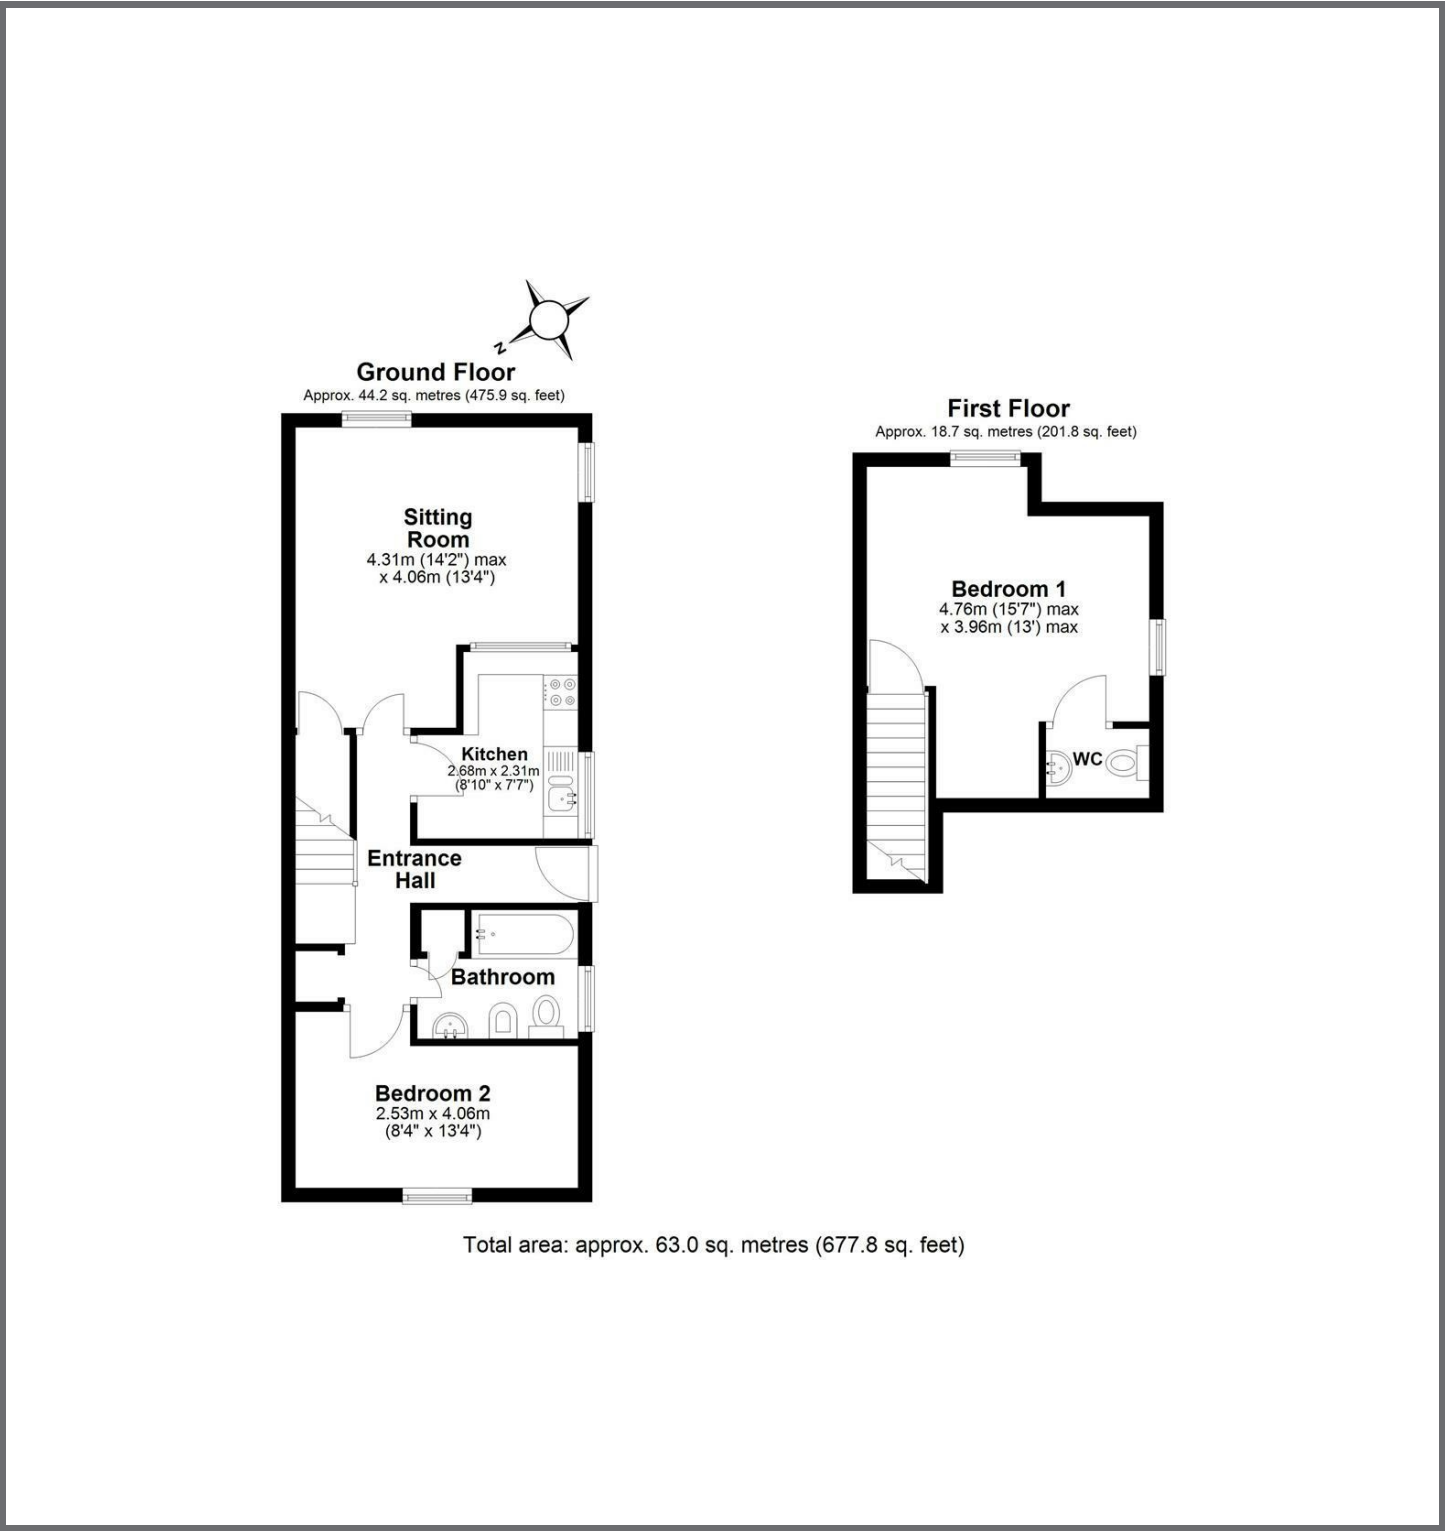 N
Ground Floor
Approx. 44.2 sq. metres (475.9 sq. feet)
Sitting
Room
4.31m (14'2") max
x 4.06m (13'4")
Kitchen
2.68m x 2.31m
(8'10" x 7'7")
Entrance
Hall
Bathroom
Bedroom 2
2.53m x 4.06m
(8'4" x 13'4")
First Floor
Approx. 18.7 sq. metres (201.8 sq. feet)
Bedroom 1
4.76m (15'7") max
x 3.96m (13') max
WC
Total area: approx. 63.0 sq. metres (677.8 sq. feet)